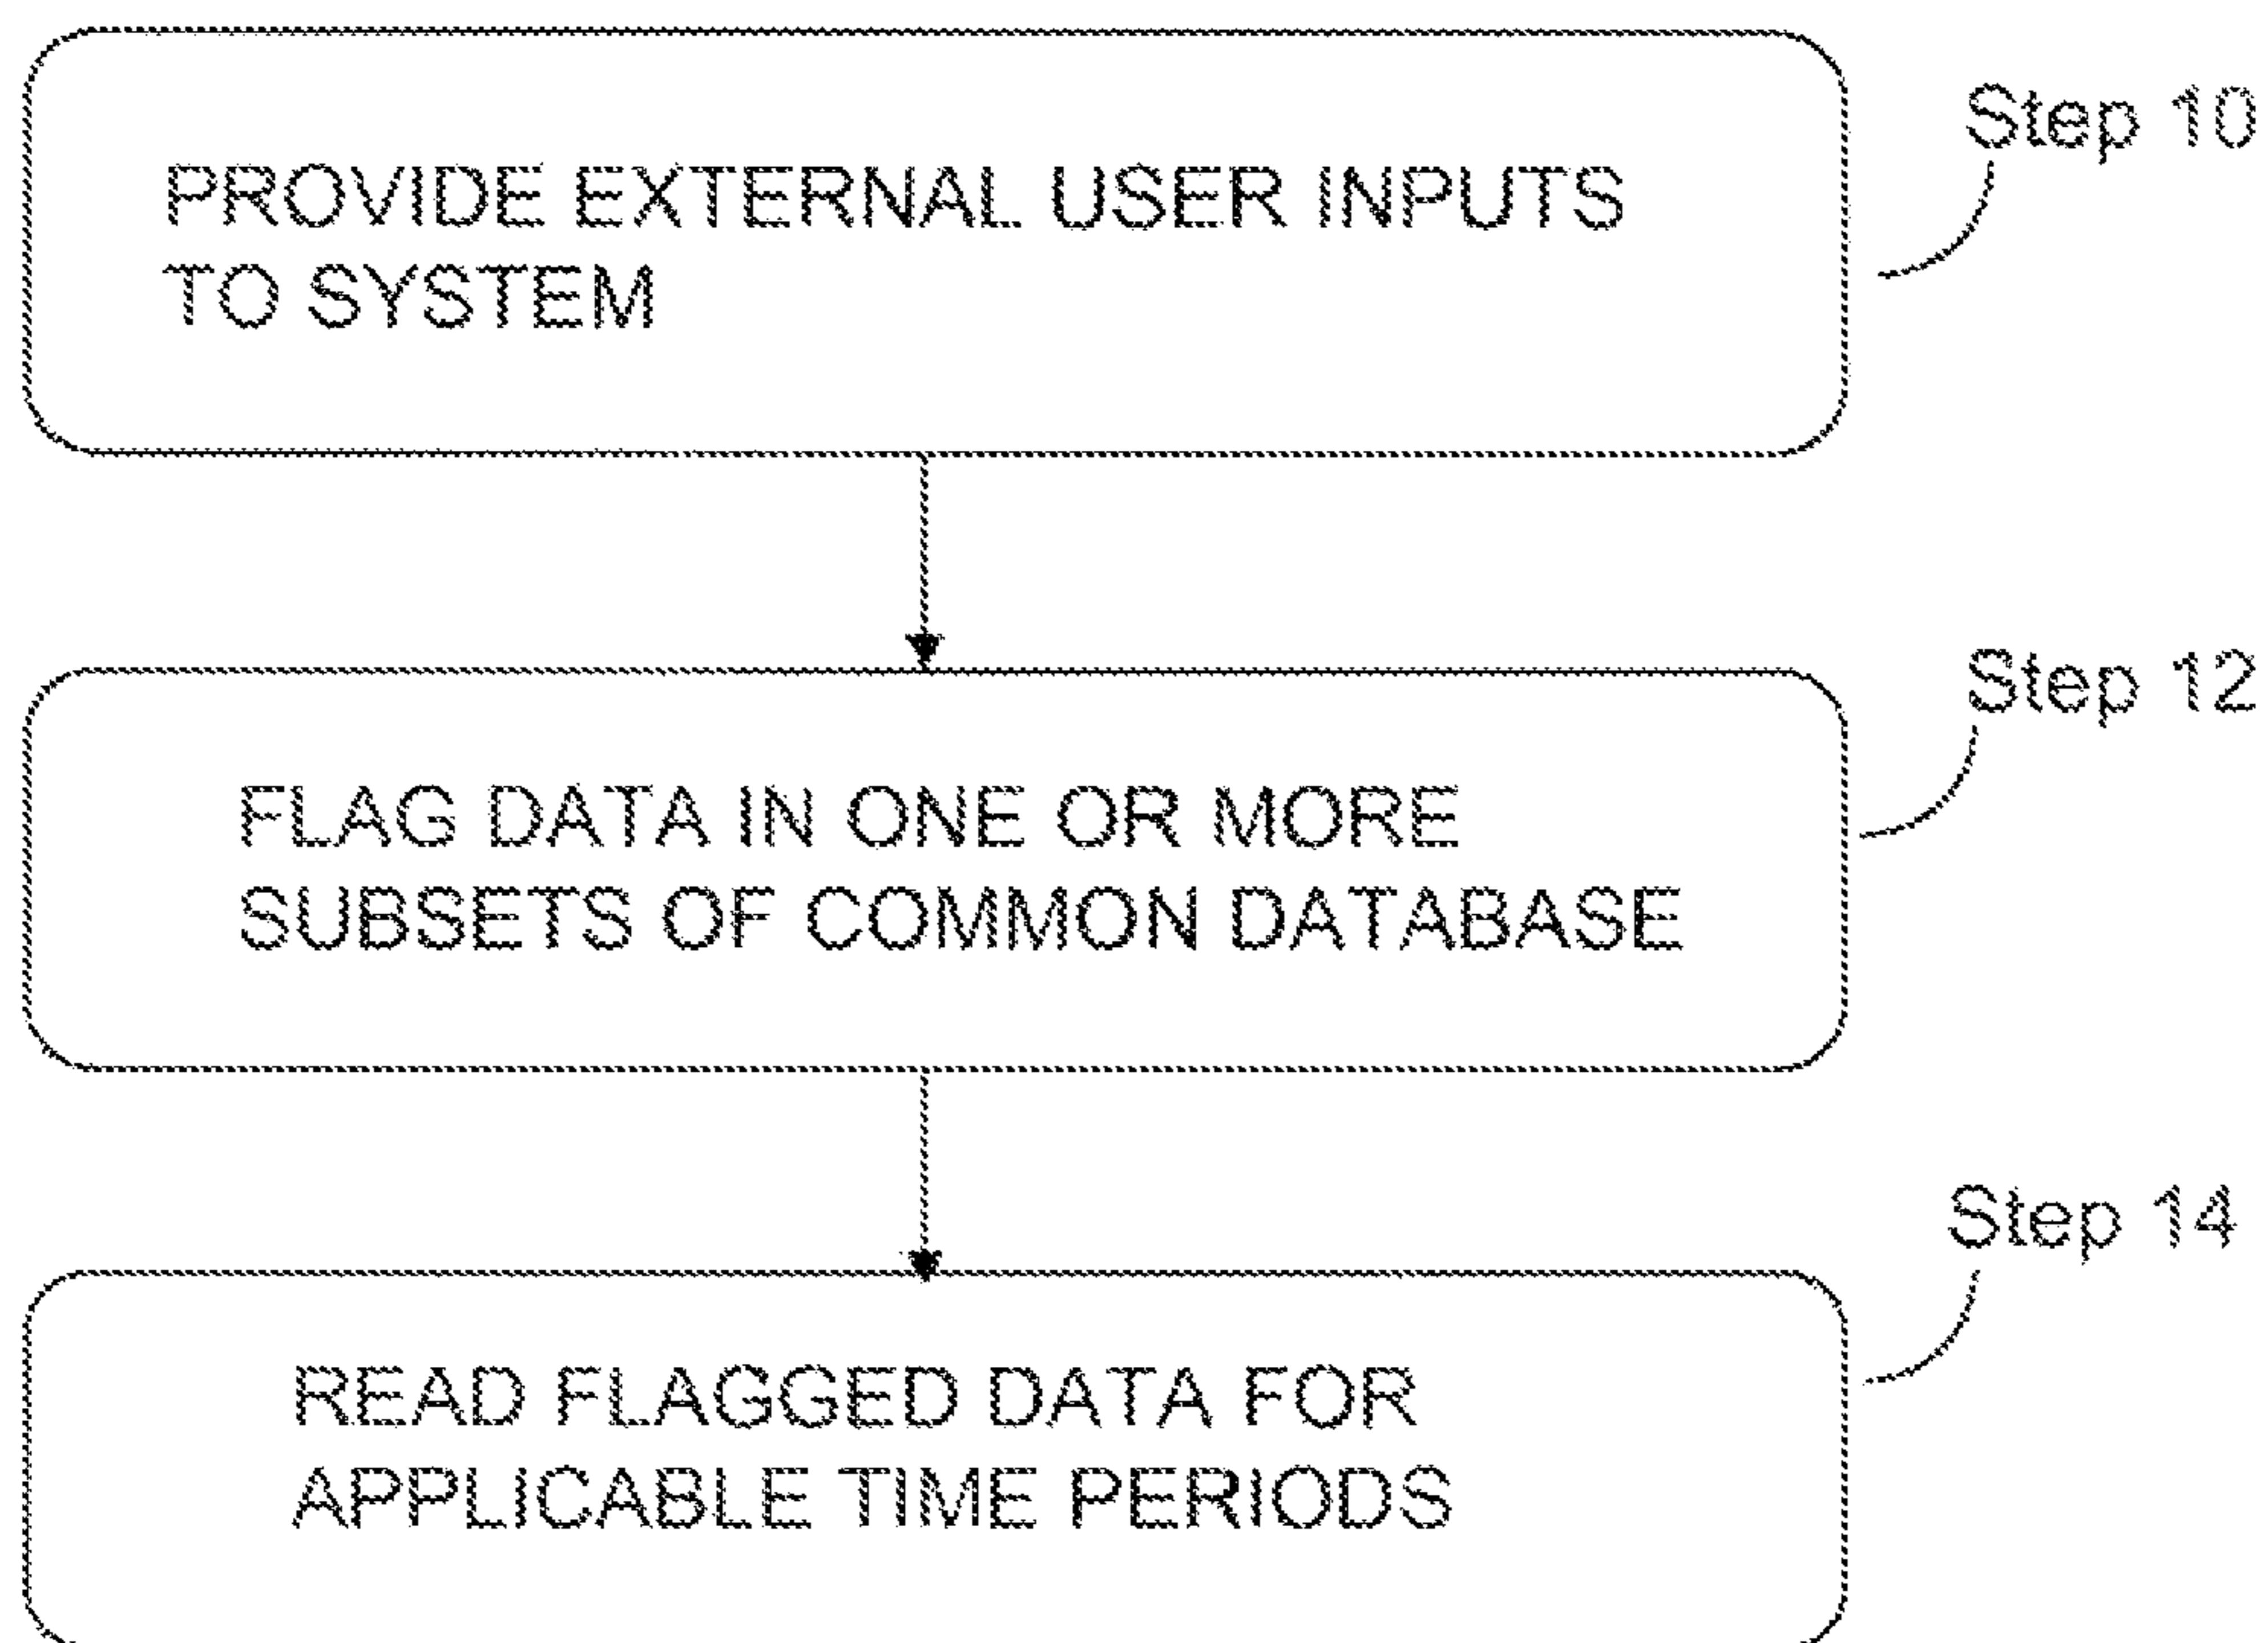 Step 10
PROVIDE EXTERNAL USER INPUTS
TO SYSTEM
Step 12
FLAG DATA IN ONE OR MORE
SUBSETS OF COMMON DATABASE
Step 14
READ FLAGGED DATA FOR
APPLICABLE TIME PERIODS